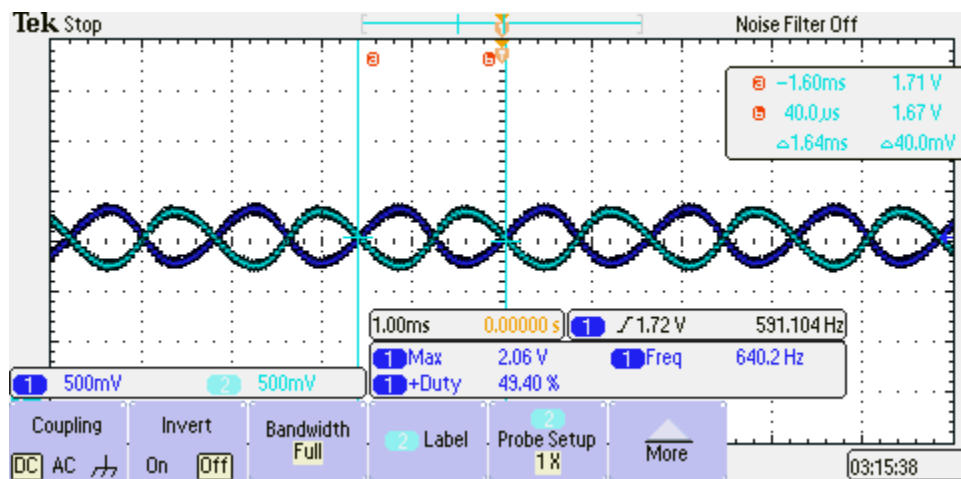 Tek Stop
Noise Filter Off
a b
a -1.60ms 1.71 V
b 40.0µs 1.67 V
△1.64ms △40.0mV
1.00ms 0.00000 s
1 ∫ 1.72 V 591.104 Hz
1 Max 2.06 V 1 Freq 640.2 Hz
1 +Duty 49.40 %
1 500mV 2 500mV
Coupling
DC AC
Invert
On Off
Bandwidth
Full
2 Label
2
Probe Setup
1 X
More
03:15:38